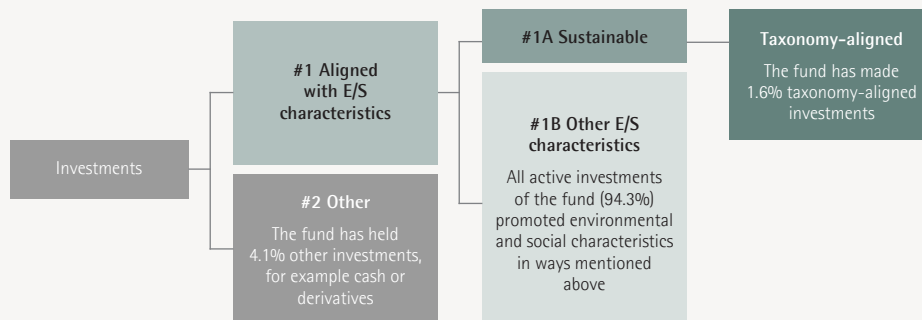 Investments
#1 Aligned
with E/S
characteristics
#2 Other
The fund has held
4.1% other investments,
for example cash or
derivatives
#1A Sustainable
#1B Other E/S
characteristics
All active investments
of the fund (94.3%)
promoted environmental
and social characteristics
in ways mentioned
above
Taxonomy-aligned
The fund has made
1.6% taxonomy-aligned
investments